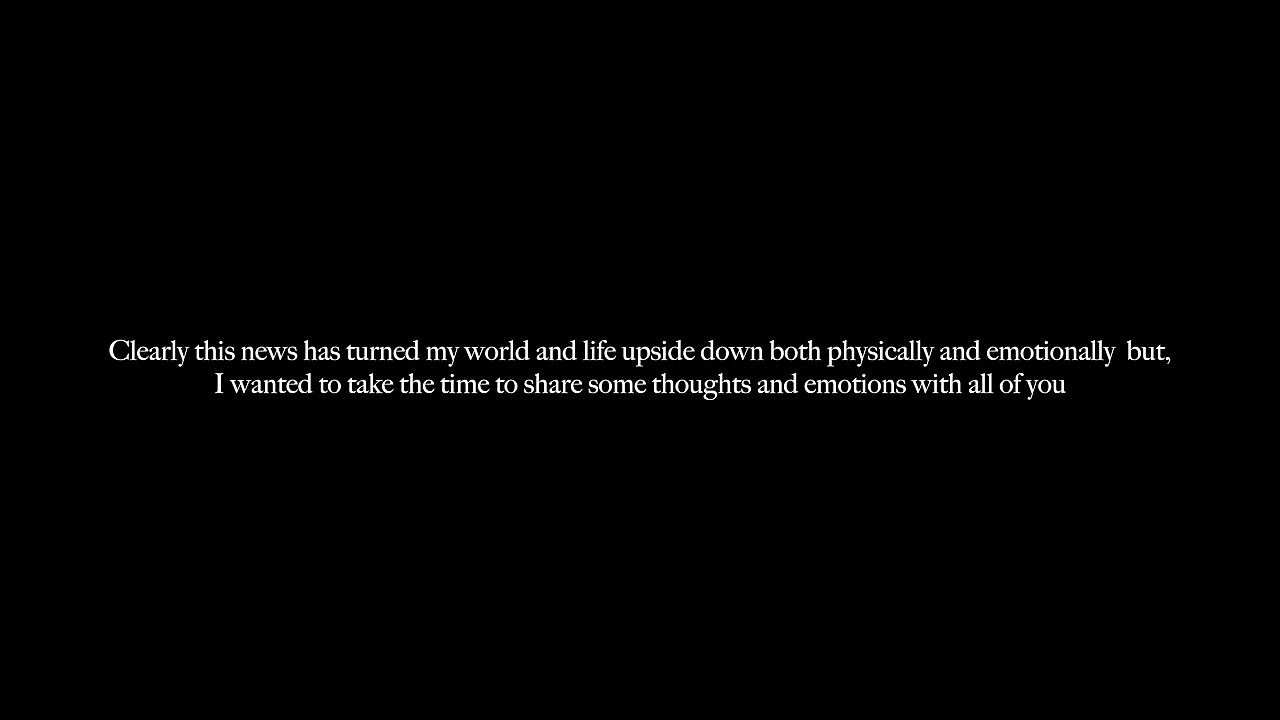 Clearly this news has turned my world and life upside down both physically and emotionally  but,
I wanted to take the time to share some thoughts and emotions with all of you